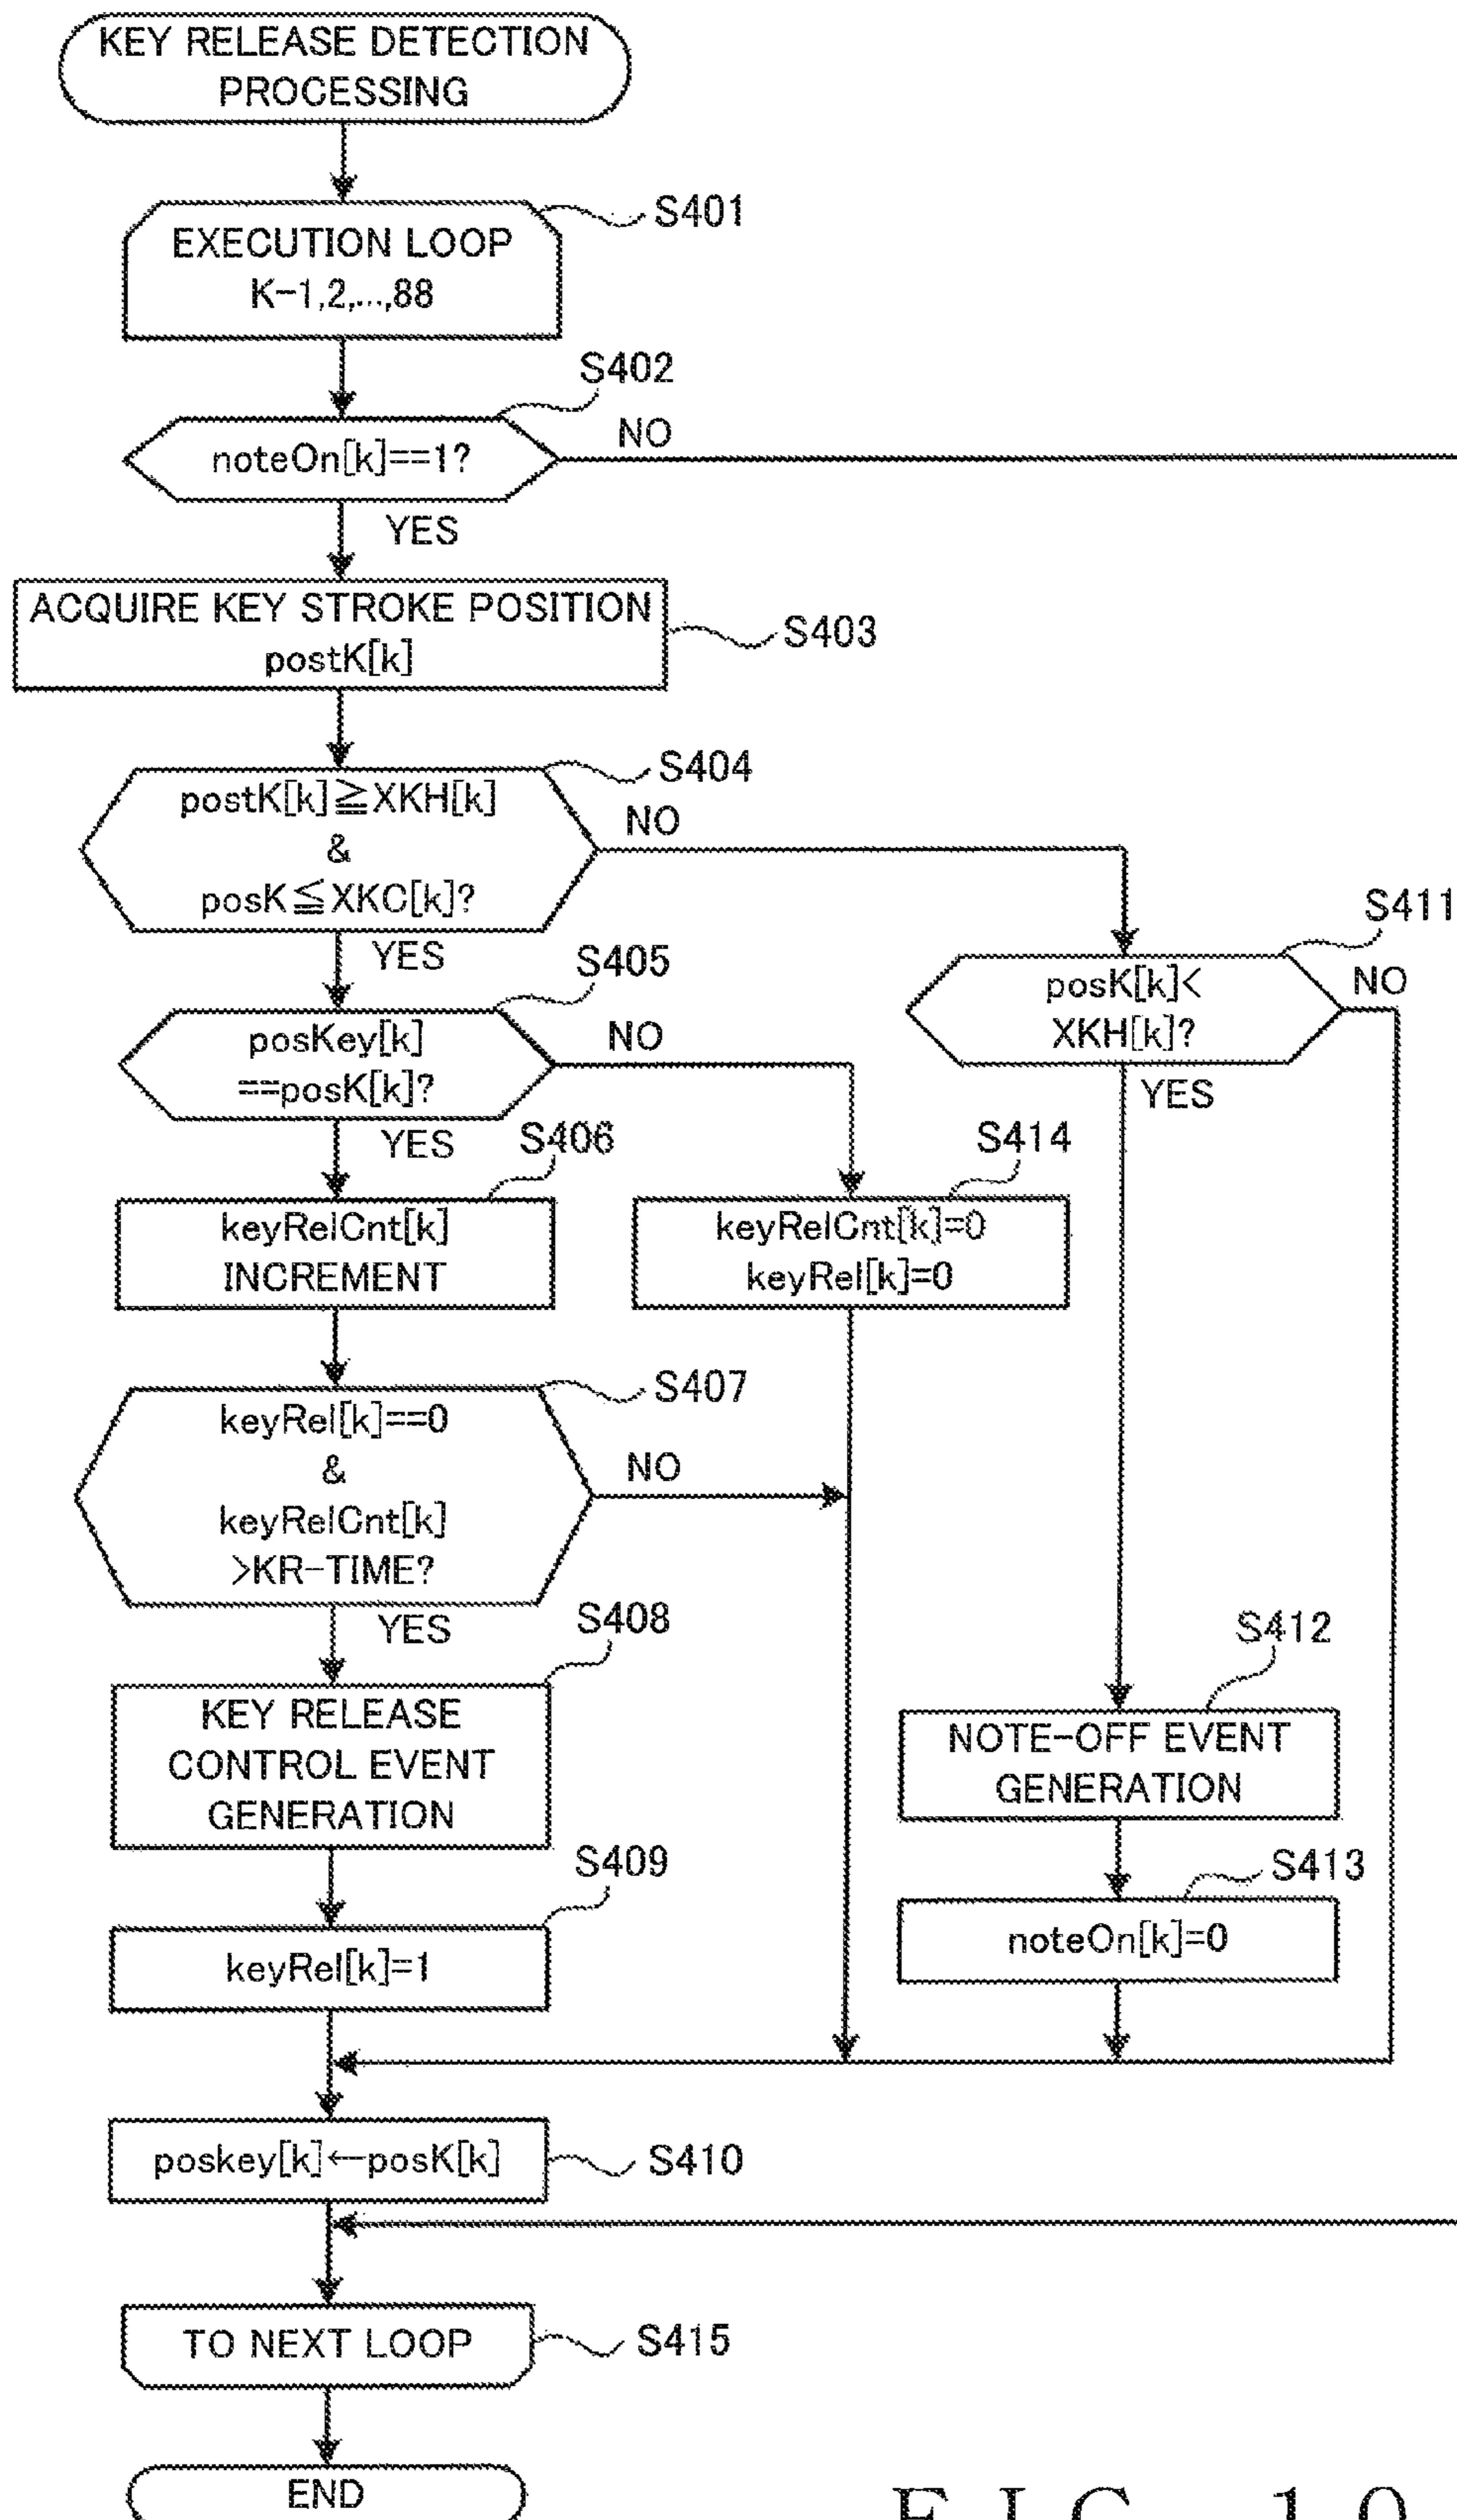 KEY RELEASE DETECTION
PROCESSING
S401
EXECUTION LOOP
K-1,2,...,88
S402
noteOn[k]==1?
NO
YES
ACQUIRE KEY STROKE POSITION
postK[k]
S403
S404
postK[k]≧XKH[k]
&
posK≦XKC[k]?
NO
YES
S411
posK[k]<
XKH[k]?
NO
YES
S405
posKey[k]
==posK[k]?
NO
YES
S406
keyRelCnt[k]
INCREMENT
S414
keyRelCnt[k]=0
keyRel[k]=0
S407
keyRel[k]==0
&
keyRelCnt[k]
>KR-TIME?
NO
YES
S408
KEY RELEASE
CONTROL EVENT
GENERATION
S412
NOTE-OFF EVENT
GENERATION
S409
keyRel[k]=1
S413
noteOn[k]=0
poskey[k]←posK[k]
S410
TO NEXT LOOP
S415
END
FIG. 10